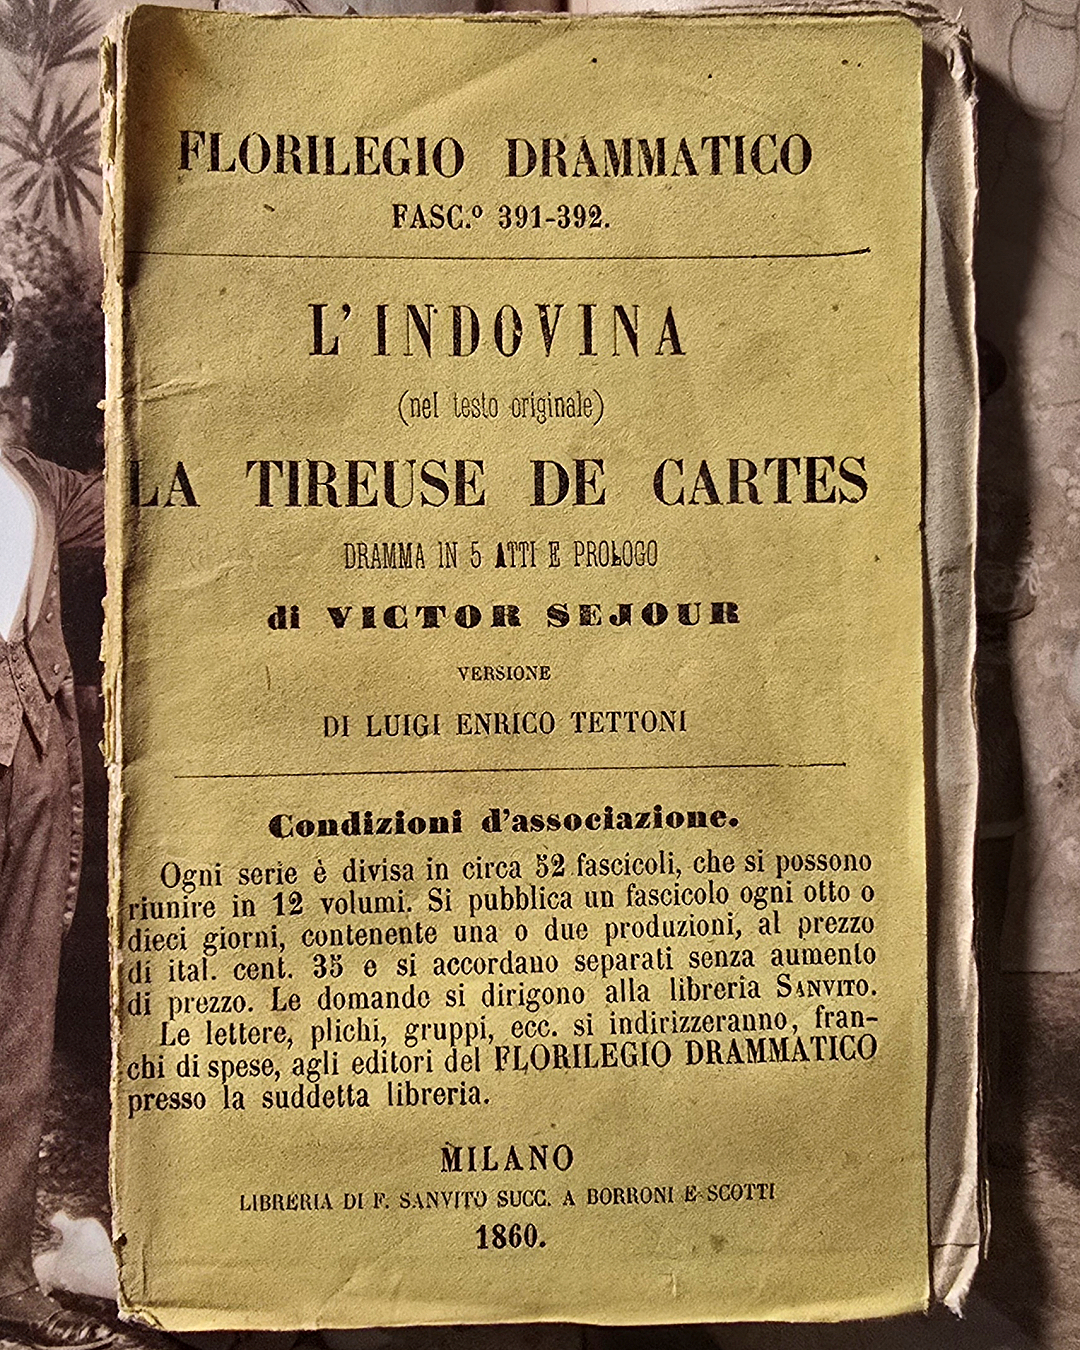 FLORILEGIO DRAMMATICO
FASC.º 391-392.
L'INDOVINA
(nel testo originale)
LA TIREUSE DE CARTES
DRAMMA IN 5 ATTI E PROLOGO
di VICTOR SEJOUR
VERSIONE
DI LUIGI ENRICO TETTONI
Condizioni d'associazione.
Ogni serie è divisa in circa 52 fascicoli, che si possono
riunire in 12 volumi. Si pubblica un fascicolo ogni otto o
dieci giorni, contenente una o due produzioni, al prezzo
di ital. cent. 35 e si accordano separati senza aumento
di prezzo. Le domande si dirigono alla libreria SANVITO.
Le lettere, plichi, gruppi, ecc. si indirizzeranno, fran-
chi di spese, agli editori del FLORILEGIO DRAMMATICO
presso la suddetta libreria.
MILANO
LIBRERIA DI F. SANVITO SUCC. A BORRONI E SCOTTI
1860.